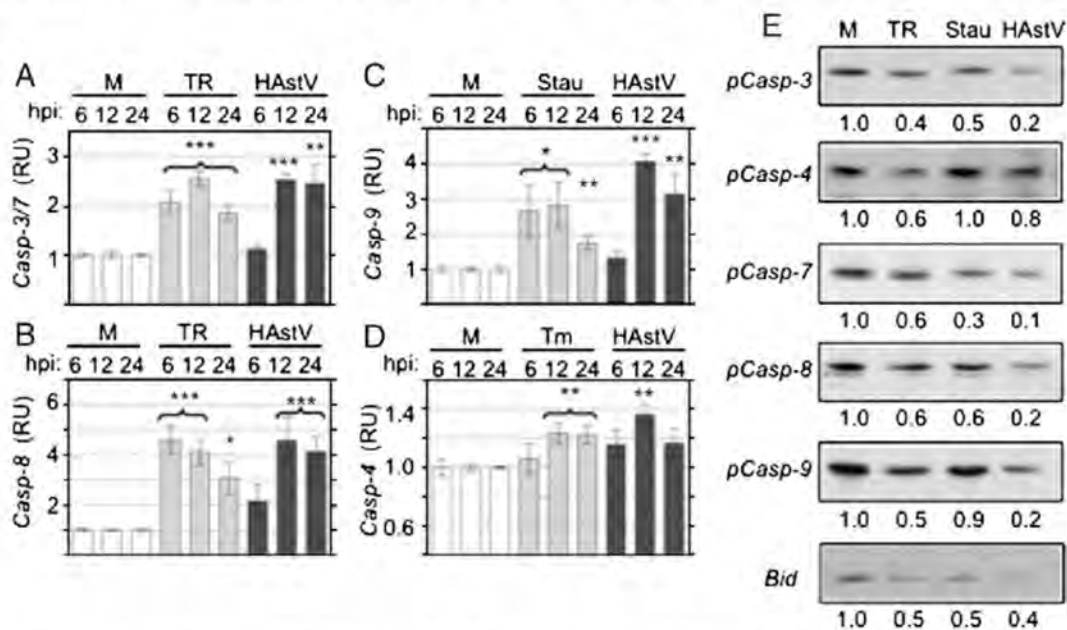 A
M TR HAstV
hpi: 6 12 24 6 12 24 6 12 24
Casp-3/7 (RU)
3
2
1
*** *** **
B
M TR HAstV
hpi: 6 12 24 6 12 24 6 12 24
Casp-8 (RU)
6
4
2
*** * ***
C
M Stau HAstV
hpi: 6 12 24 6 12 24 6 12 24
Casp-9 (RU)
4
3
2
1
* ** *** **
D
M Tm HAstV
hpi: 6 12 24 6 12 24 6 12 24
Casp-4 (RU)
1.4
1.0
0.6
** **
E
M TR Stau HAstV
pCasp-3
1.0 0.4 0.5 0.2
pCasp-4
1.0 0.6 1.0 0.8
pCasp-7
1.0 0.6 0.3 0.1
pCasp-8
1.0 0.6 0.6 0.2
pCasp-9
1.0 0.5 0.9 0.2
Bid
1.0 0.5 0.5 0.4